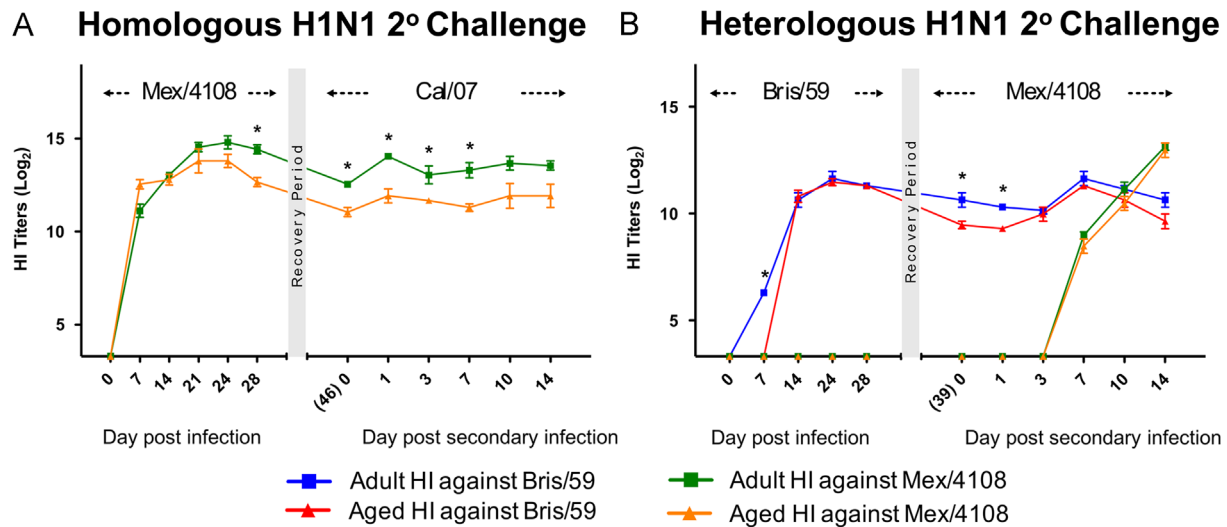 A Homologous H1N1 2º Challenge
Mex/4108
Cal/07
HI Titers (Log2)
15
10
5
Recovery Period
0 7 14 21 24 28 (46) 0 1 3 7 10 14
Day post infection
Day post secondary infection
B Heterologous H1N1 2º Challenge
Bris/59
Mex/4108
HI Titers (Log2)
15
10
5
Recovery Period
0 7 14 24 28 (39) 0 1 3 7 10 14
Day post infection
Day post secondary infection
* * * * *
* * *
Adult HI against Bris/59
Aged HI against Bris/59
Adult HI against Mex/4108
Aged HI against Mex/4108